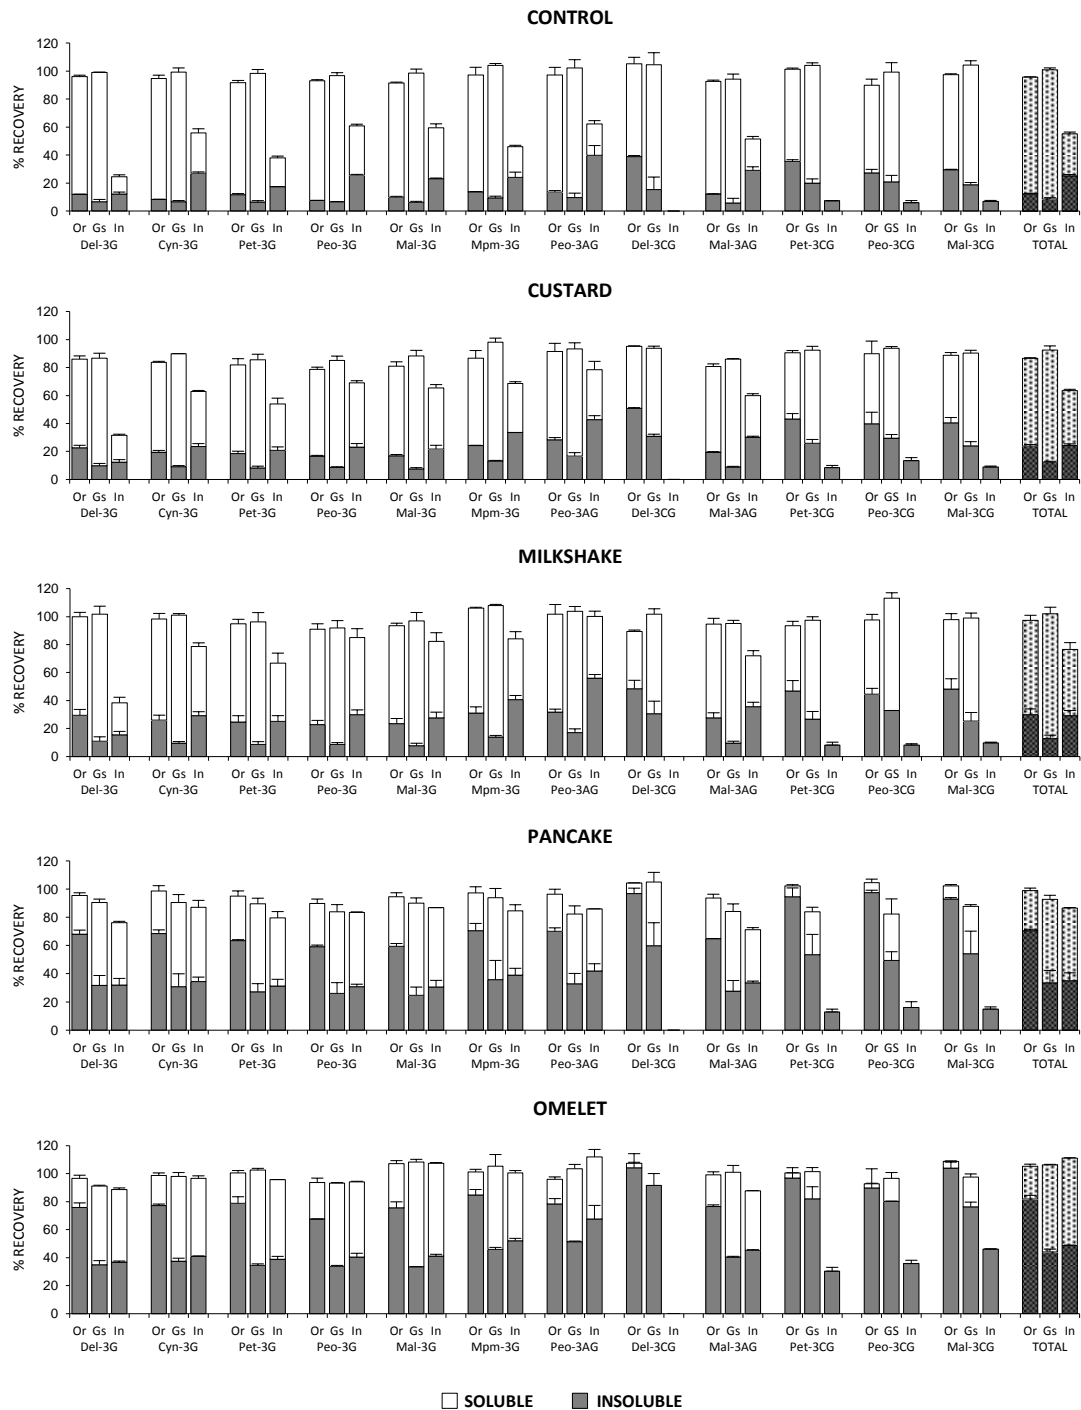 CONTROL
% RECOVERY
120
100
80
60
40
20
0
Or Gs In Or Gs In Or Gs In Or Gs In Or Gs In Or Gs In Or Gs In Or Gs In Or Gs In Or Gs In Or Gs In Or Gs In Or Gs In
Del-3G Cyn-3G Pet-3G Peo-3G Mal-3G Mpm-3G Peo-3AG Del-3CG Mal-3AG Pet-3CG Peo-3CG Mal-3CG TOTAL
CUSTARD
% RECOVERY
120
100
80
60
40
20
0
Or Gs In Or Gs In Or Gs In Or Gs In Or Gs In Or Gs In Or Gs In Or Gs In Or Gs In Or Gs In Or Gs In Or Gs In Or Gs In
Del-3G Cyn-3G Pet-3G Peo-3G Mal-3G Mpm-3G Peo-3AG Del-3CG Mal-3AG Pet-3CG Peo-3CG Mal-3CG TOTAL
MILKSHAKE
% RECOVERY
120
100
80
60
40
20
0
Or Gs In Or Gs In Or Gs In Or Gs In Or Gs In Or Gs In Or Gs In Or Gs In Or Gs In Or Gs In Or GS In Or Gs In Or Gs In
Del-3G Cyn-3G Pet-3G Peo-3G Mal-3G Mpm-3G Peo-3AG Del-3CG Mal-3AG Pet-3CG Peo-3CG Mal-3CG TOTAL
PANCAKE
% RECOVERY
120
100
80
60
40
20
0
Or Gs In Or Gs In Or Gs In Or Gs In Or Gs In Or Gs In Or Gs In Or Gs In Or Gs In Or Gs In Or GS In Or Gs In Or Gs In
Del-3G Cyn-3G Pet-3G Peo-3G Mal-3G Mpm-3G Peo-3AG Del-3CG Mal-3AG Pet-3CG Peo-3CG Mal-3CG TOTAL
OMELET
% RECOVERY
120
100
80
60
40
20
0
Or Gs In Or Gs In Or Gs In Or Gs In Or Gs In Or Gs In Or Gs In Or Gs In Or Gs In Or Gs In Or GS In Or Gs In Or Gs In
Del-3G Cyn-3G Pet-3G Peo-3G Mal-3G Mpm-3G Peo-3AG Del-3CG Mal-3AG Pet-3CG Peo-3CG Mal-3CG TOTAL
SOLUBLE INSOLUBLE